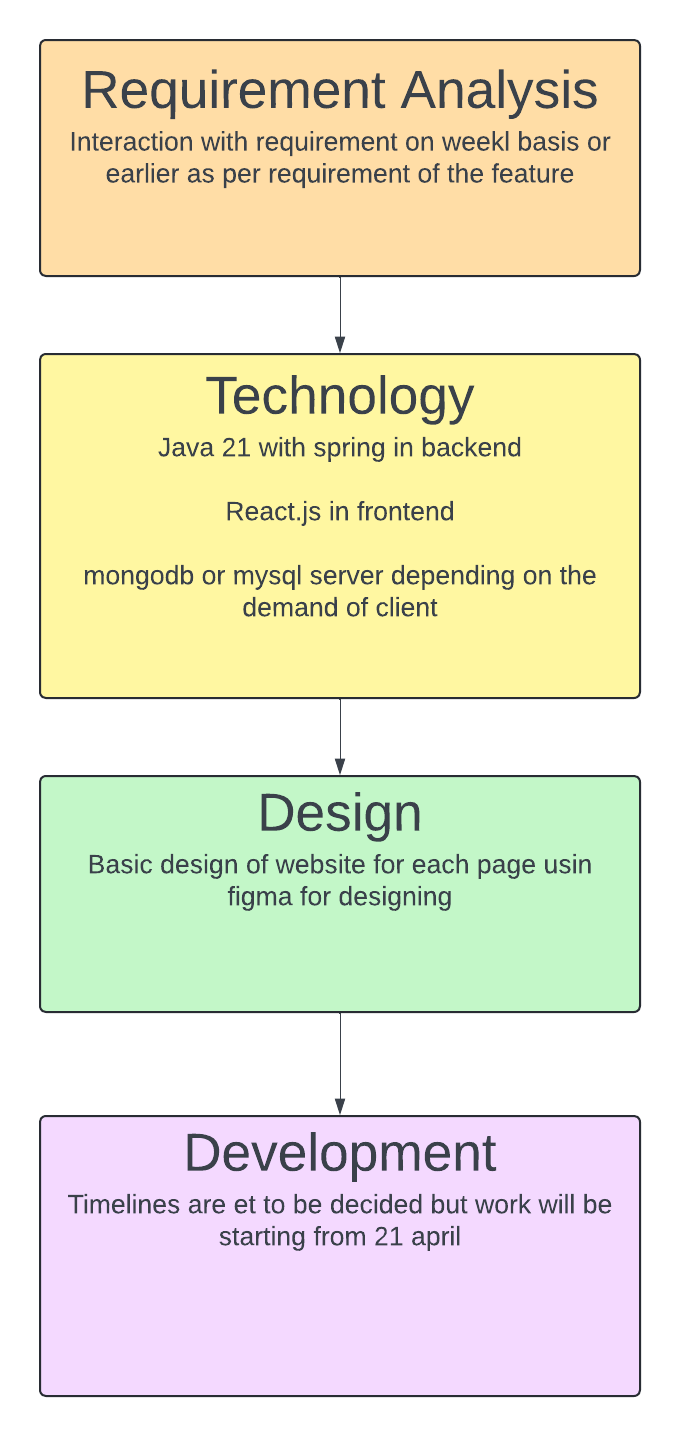 Requirement Analysis
Interaction with requirement on weekl basis or
earlier as per requirement of the feature
Technology
Java 21 with spring in backend
React.js in frontend
mongodb or mysql server depending on the
demand of client
Design
Basic design of website for each page usin
figma for designing
Development
Timelines are et to be decided but work will be
starting from 21 april